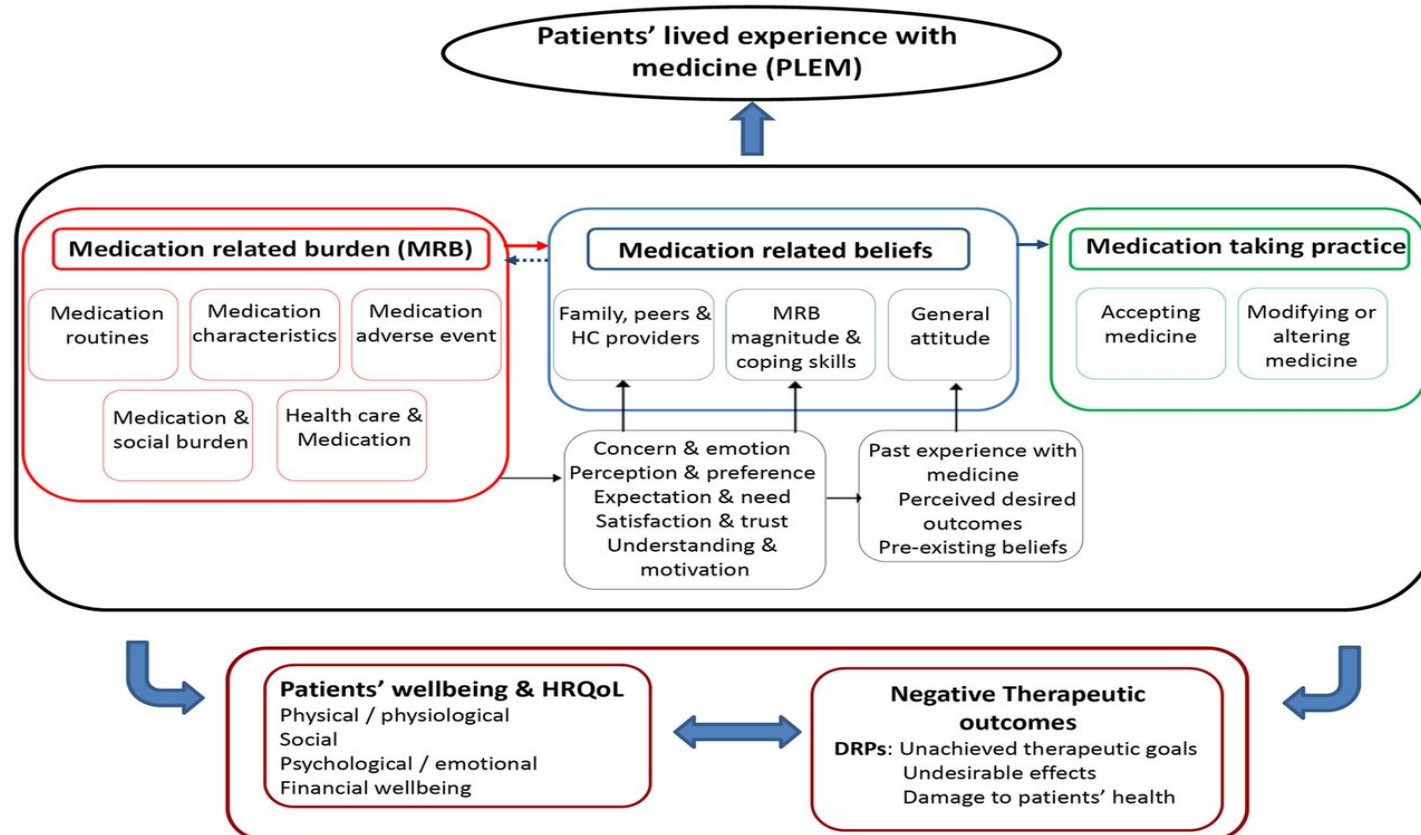 Patients' lived experience with
medicine (PLEM)
Medication related burden (MRB)
Medication
routines
Medication
characteristics
Medication
adverse event
Medication &
social burden
Health care &
Medication
Medication related beliefs
Family, peers &
HC providers
MRB
magnitude &
coping skills
General
attitude
Medication taking practice
Accepting
medicine
Modifying or
altering
medicine
Concern & emotion
Perception & preference
Expectation & need
Satisfaction & trust
Understanding &
motivation
Past experience with
medicine
Perceived desired
outcomes
Pre-existing beliefs
Patients' wellbeing & HRQoL
Physical / physiological
Social
Psychological / emotional
Financial wellbeing
Negative Therapeutic
outcomes
DRPs: Unachieved therapeutic goals
Undesirable effects
Damage to patients' health